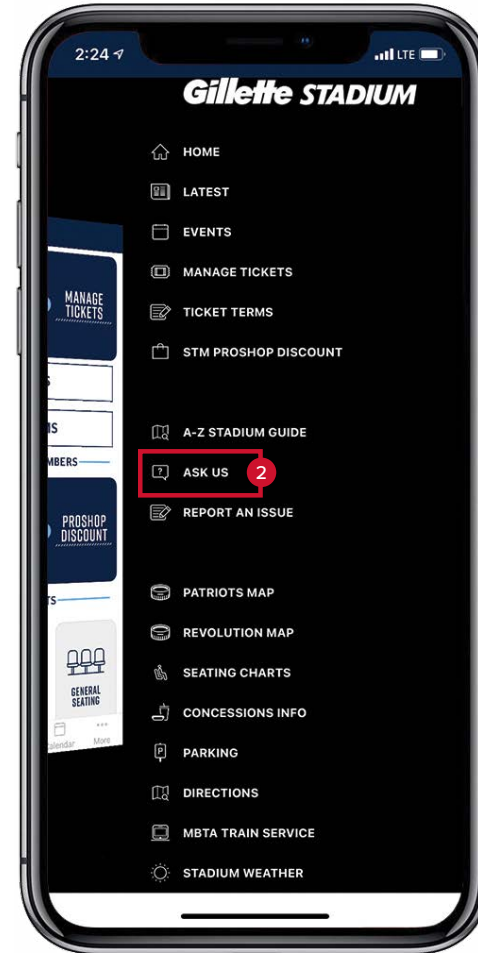 2:24
LTE
Gillette STADIUM
HOME
LATEST
EVENTS
MANAGE TICKETS
TICKET TERMS
STM PROSHOP DISCOUNT
A-Z STADIUM GUIDE
ASK US 2
REPORT AN ISSUE
PATRIOTS MAP
REVOLUTION MAP
SEATING CHARTS
CONCESSIONS INFO
P PARKING
DIRECTIONS
MBTA TRAIN SERVICE
STADIUM WEATHER
MANAGE
TICKETS
S
MS
MBERS
PROSHOP
DISCOUNT
TS
GENERAL
SEATING
alendar
More